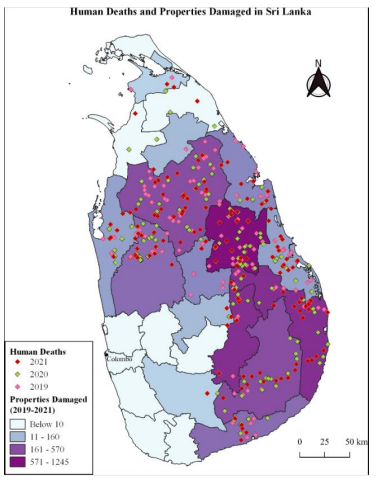 Human Deaths and Properties Damaged in Sri Lanka
N
Colombo
Human Deaths
2021
2020
2019
Properties Damaged
(2019-2021)
Below 10
11 - 160
161 - 570
571 - 1245
0 25 50 km